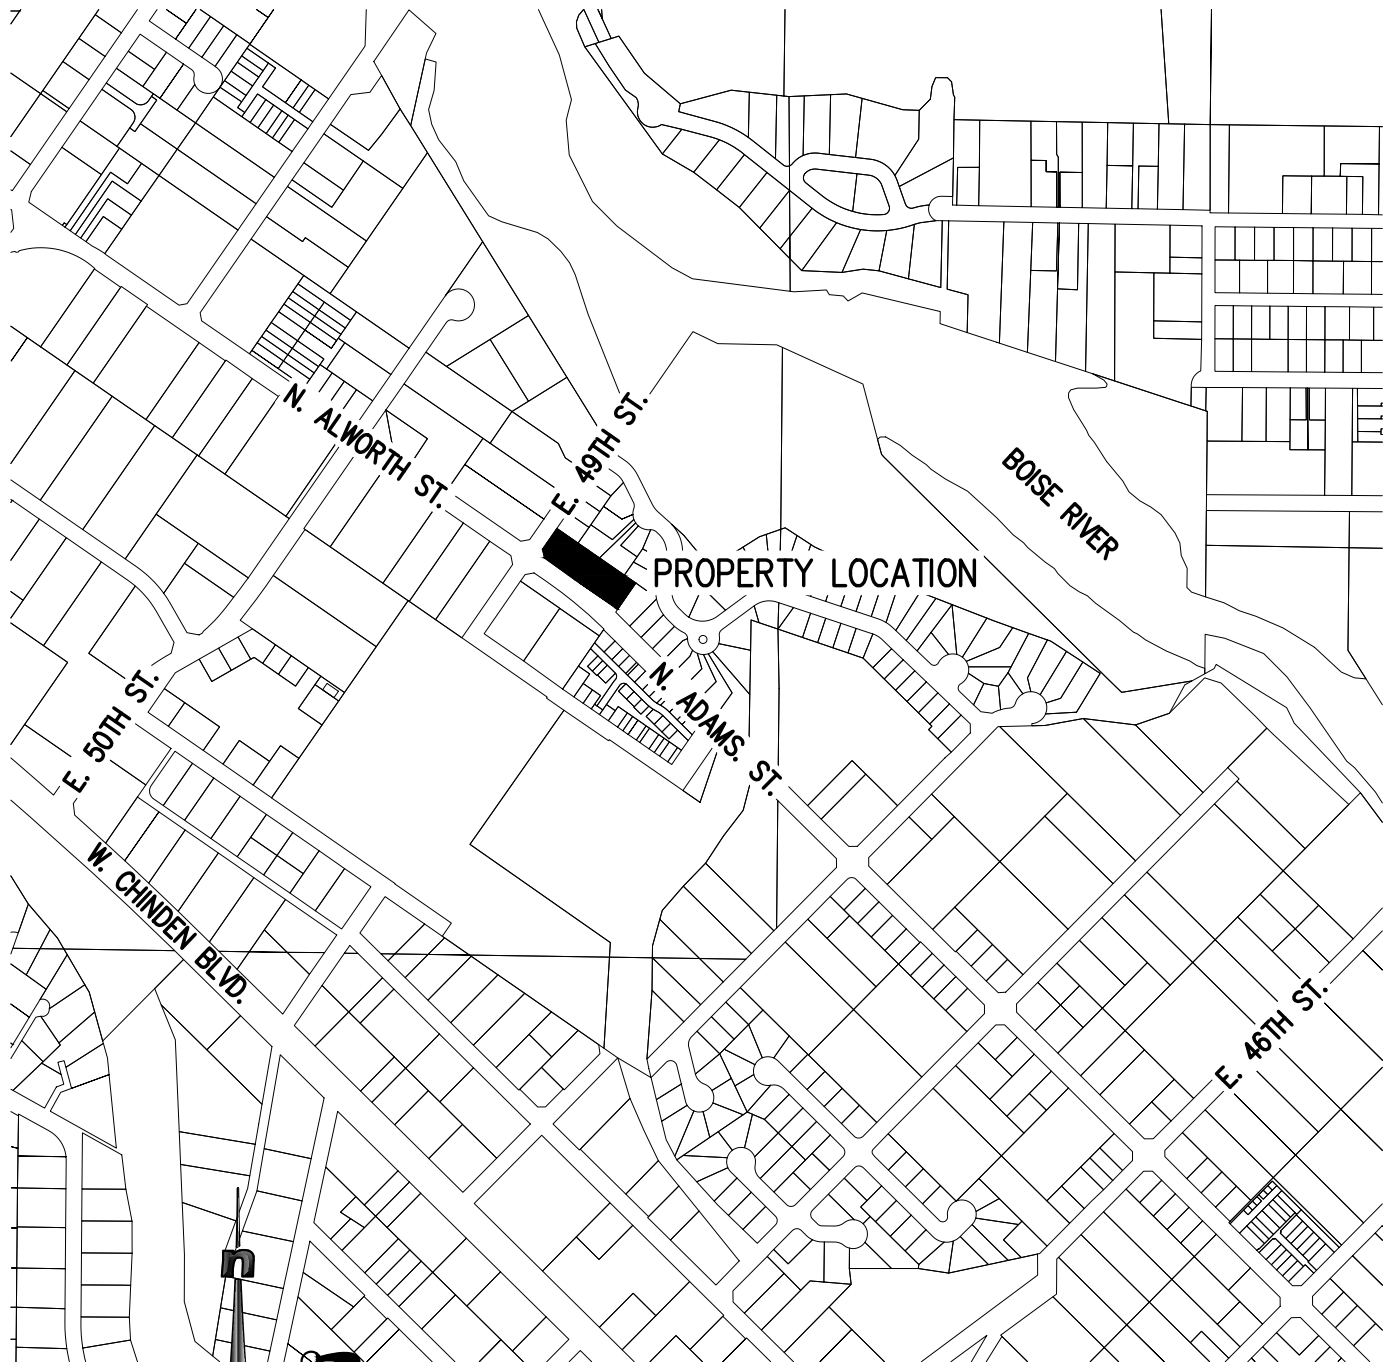 N. ALWORTH ST.
E. 49TH ST.
BOISE RIVER
PROPERTY LOCATION
N. ADAMS. ST.
E. 50TH ST.
W. CHINDEN BLVD.
E. 46TH ST.
n